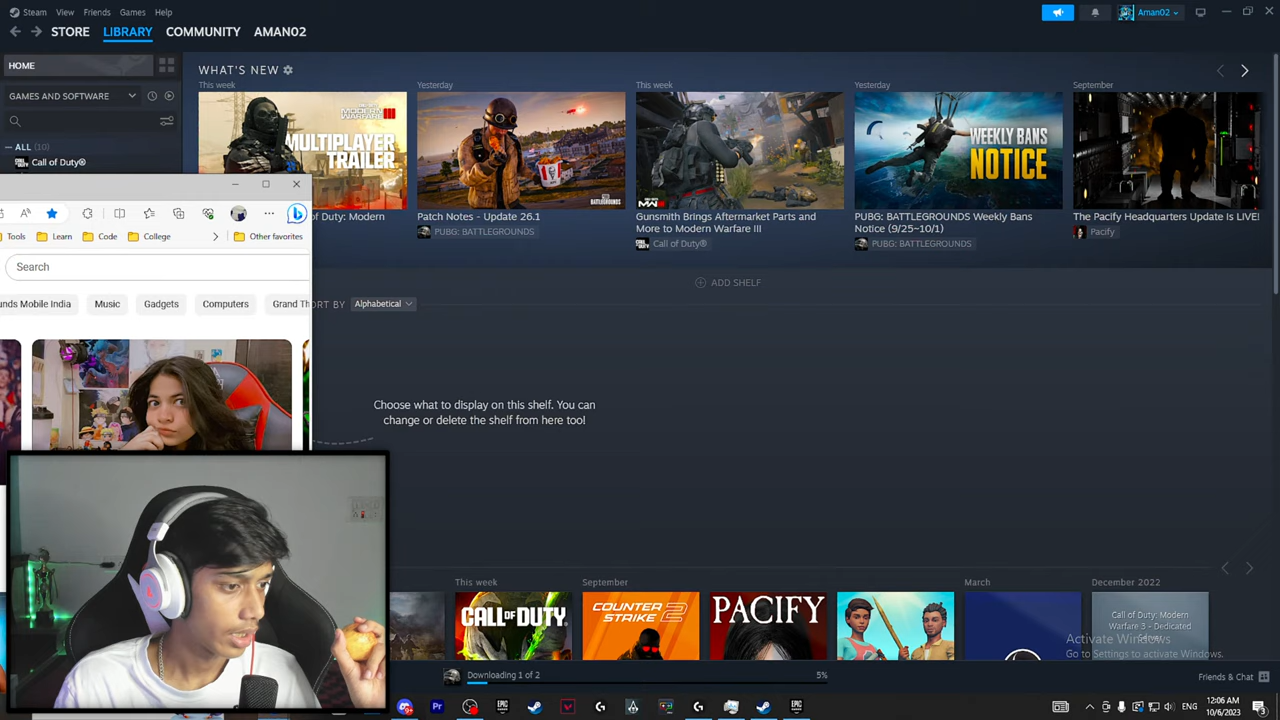 Steam View Friends Games Help
Aman02
STORE LIBRARY COMMUNITY AMAN02
HOME
WHAT'S NEW
This week
Yesterday
This week
Yesterday
September
GAMES AND SOFTWARE
ALL (10)
Call of Duty®
MODERN WARFARE III
MULTIPLAYER
TRAILER
KFC
WEEKLY BANS
NOTICE
of Duty: Modern
Patch Notes - Update 26.1
PUBG: BATTLEGROUNDS
Gunsmith Brings Aftermarket Parts and
More to Modern Warfare III
Call of Duty®
PUBG: BATTLEGROUNDS Weekly Bans
Notice (9/25~10/1)
PUBG: BATTLEGROUNDS
The Pacify Headquarters Update is LIVE!
Pacify
Tools Learn Code College Other favorites
Search
unds Mobile India Music Gadgets Computers Grand Th
ADD SHELF
ORT BY Alphabetical
Choose what to display on this shelf. You can
change or delete the shelf from here too!
This week
September
March
December 2022
CALL OF DUTY
COUNTER
STRIKE 2
PACIFY
Call of Duty: Modern
Warfare 3 - Dedicated
Server
Activate Windows
Go to Settings to activate Windows.
Downloading 1 of 2 5%
Friends & Chat
ENG
12:06 AM
10/6/2023